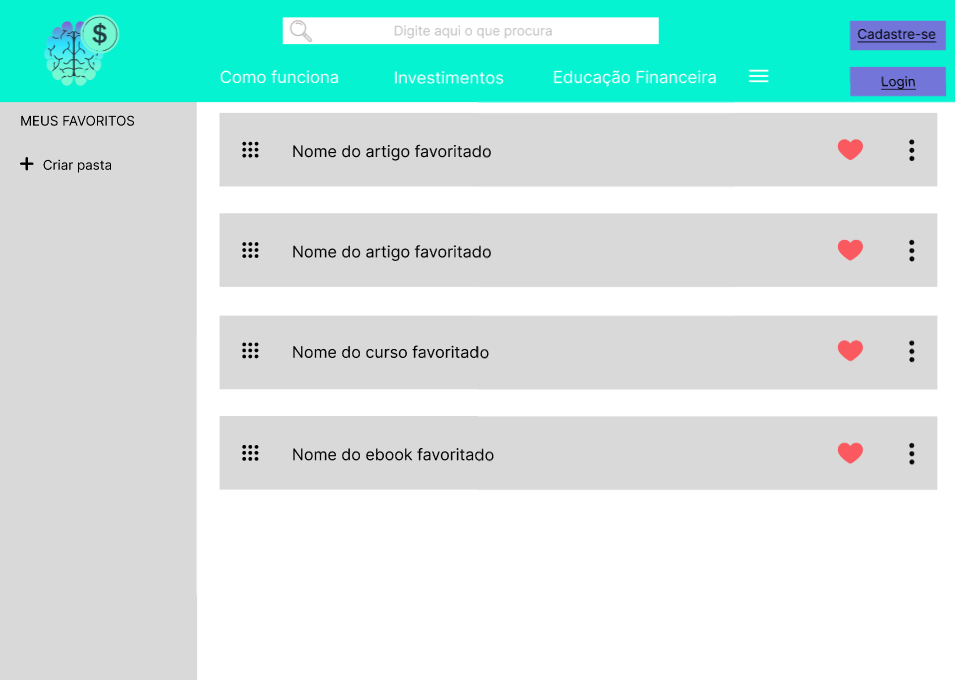 $
Digite aqui o que procura
Cadastre-se
Como funciona
Investimentos
Educação Financeira
Login
MEUS FAVORITOS
Criar pasta
Nome do artigo favoritado
Nome do artigo favoritado
Nome do curso favoritado
Nome do ebook favoritado